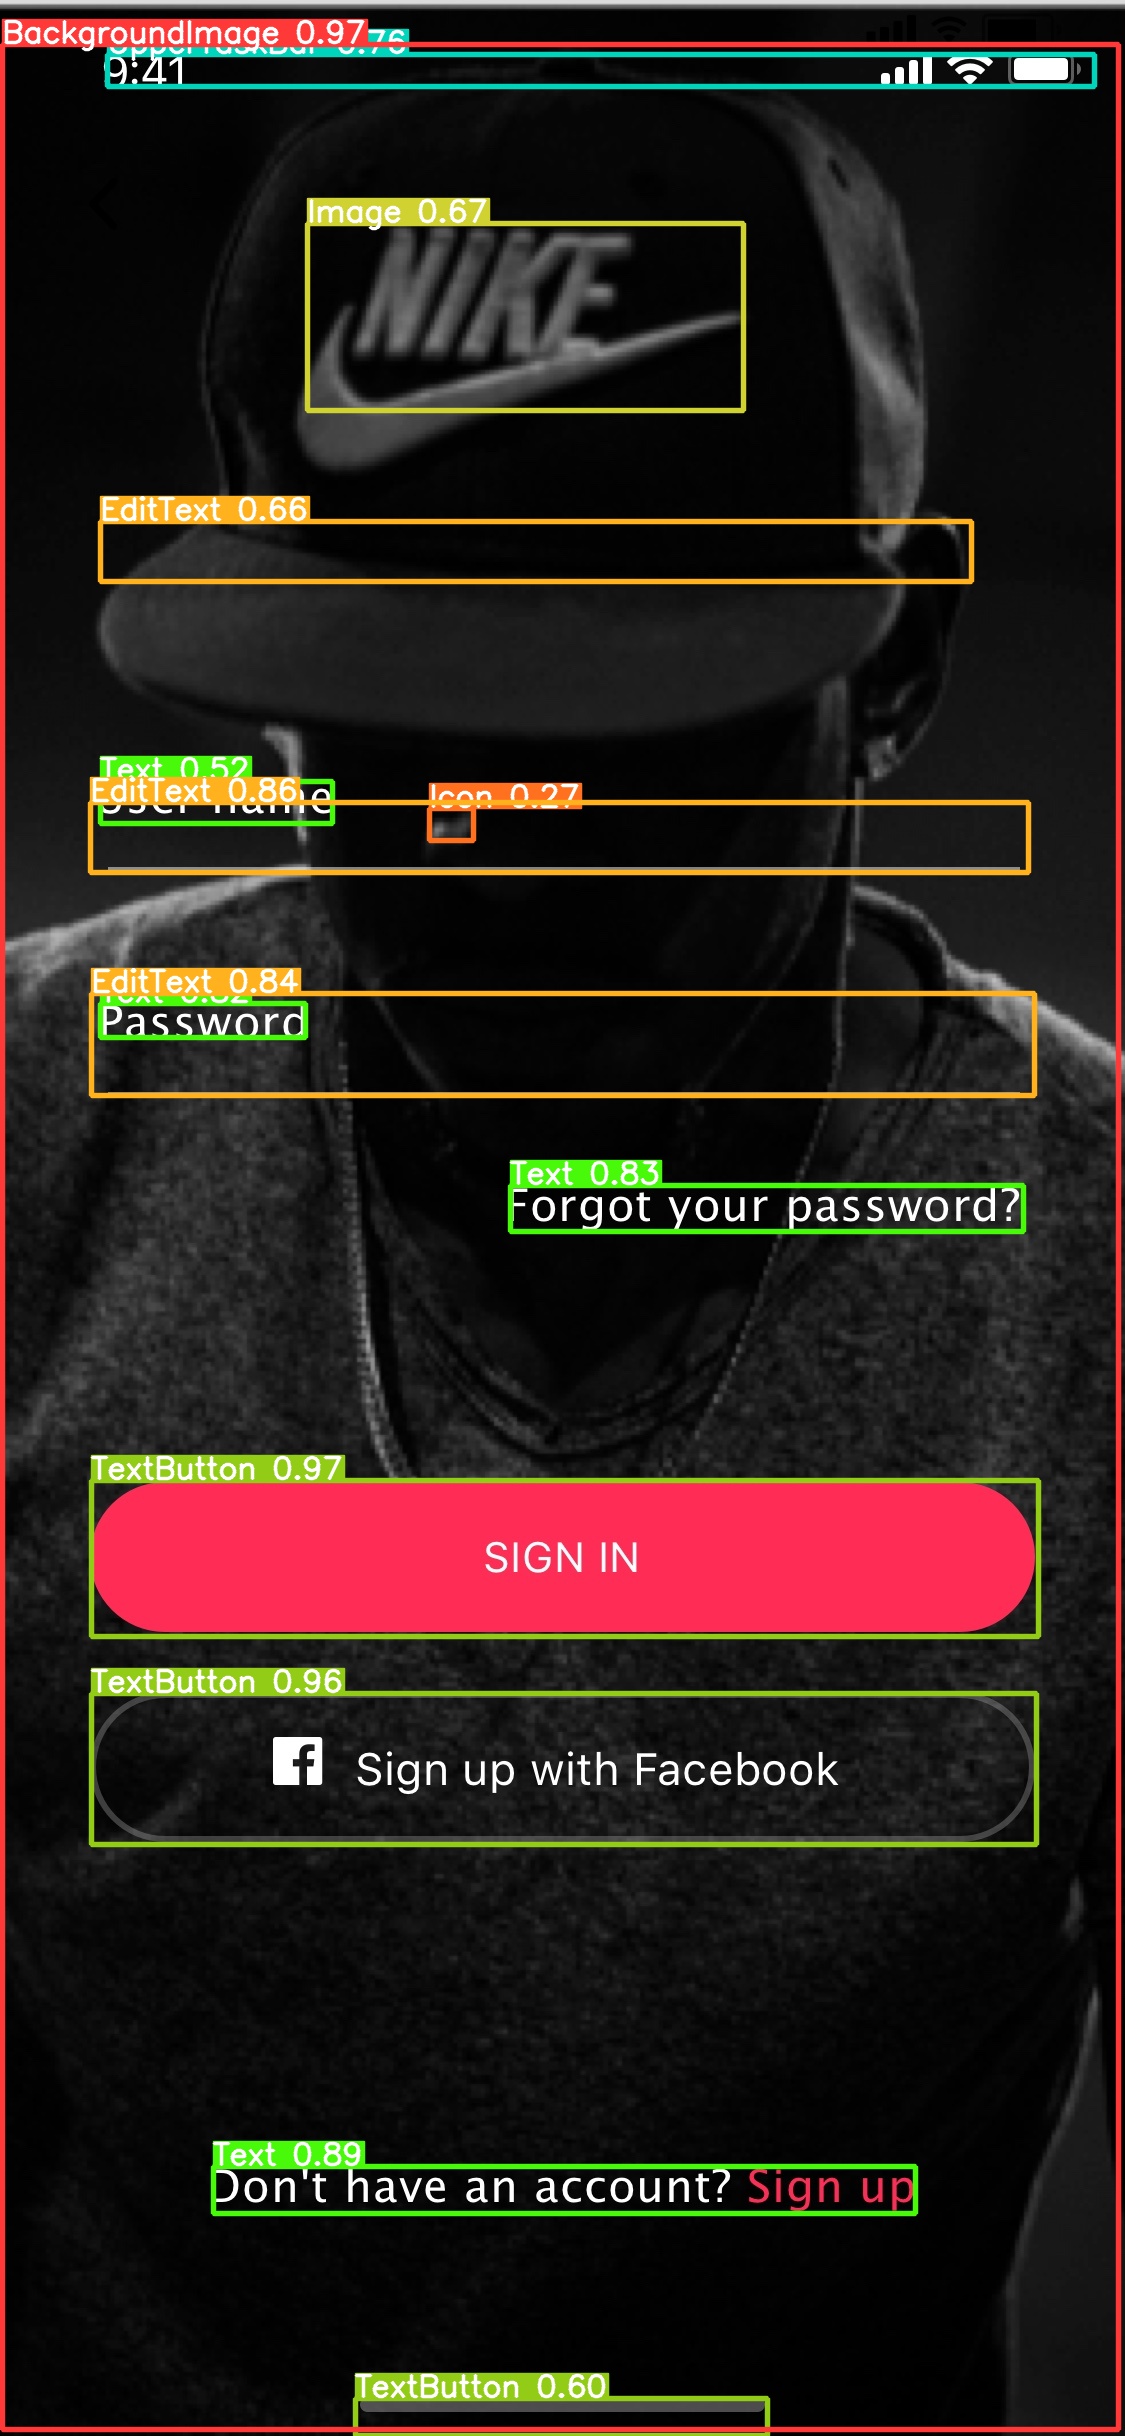 BackgroundImage 0.97
UpperTaskBar 0.76
9:41
Image 0.67
NIKE
EditText 0.66
Text 0.52
EditText 0.86
User name
Icon 0.27
EditText 0.84
Text 0.82
Password
Text 0.83
Forgot your password?
TextButton 0.97
SIGN IN
TextButton 0.96
Sign up with Facebook
Text 0.89
Don't have an account? Sign up
TextButton 0.60